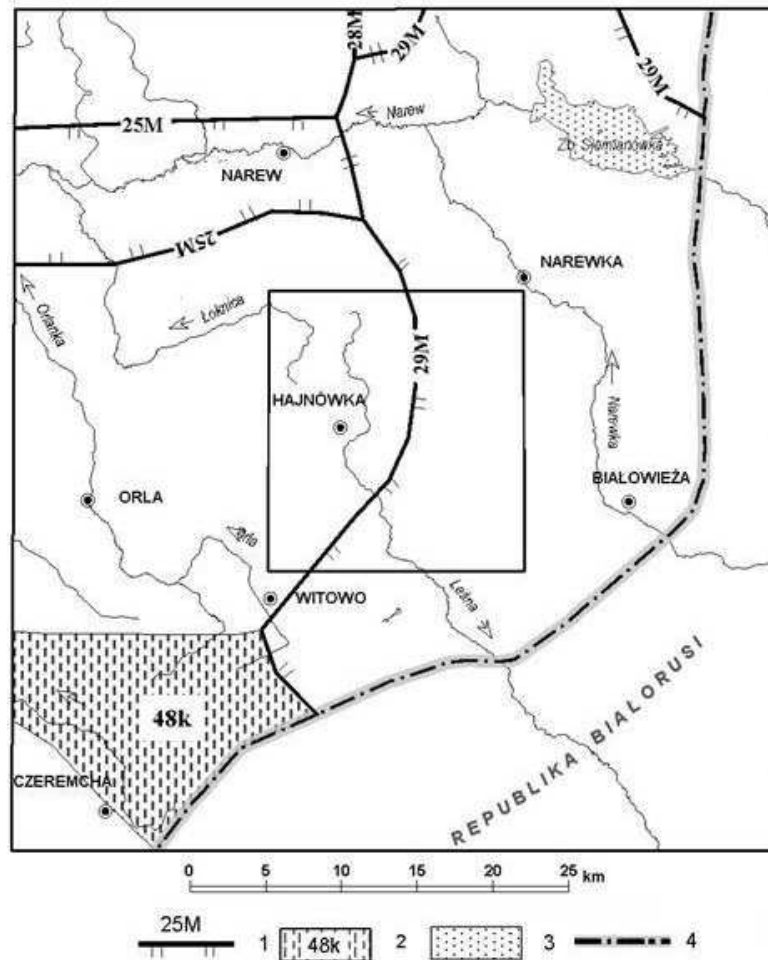 28M
29M
29M
25M
Narew
Zb. Siemianówka
NAREW
25M
NAREWKA
Orlanka
Łoknica
29M
HAJNÓWKA
Narewka
BIAŁOWIEŻA
ORLA
Orla
WITOWO
Leśna
48k
REPUBLIKA BIAŁORUSI
CZEREMCHA
0 5 10 15 20 25 km
25M 1 48k 2 3 4